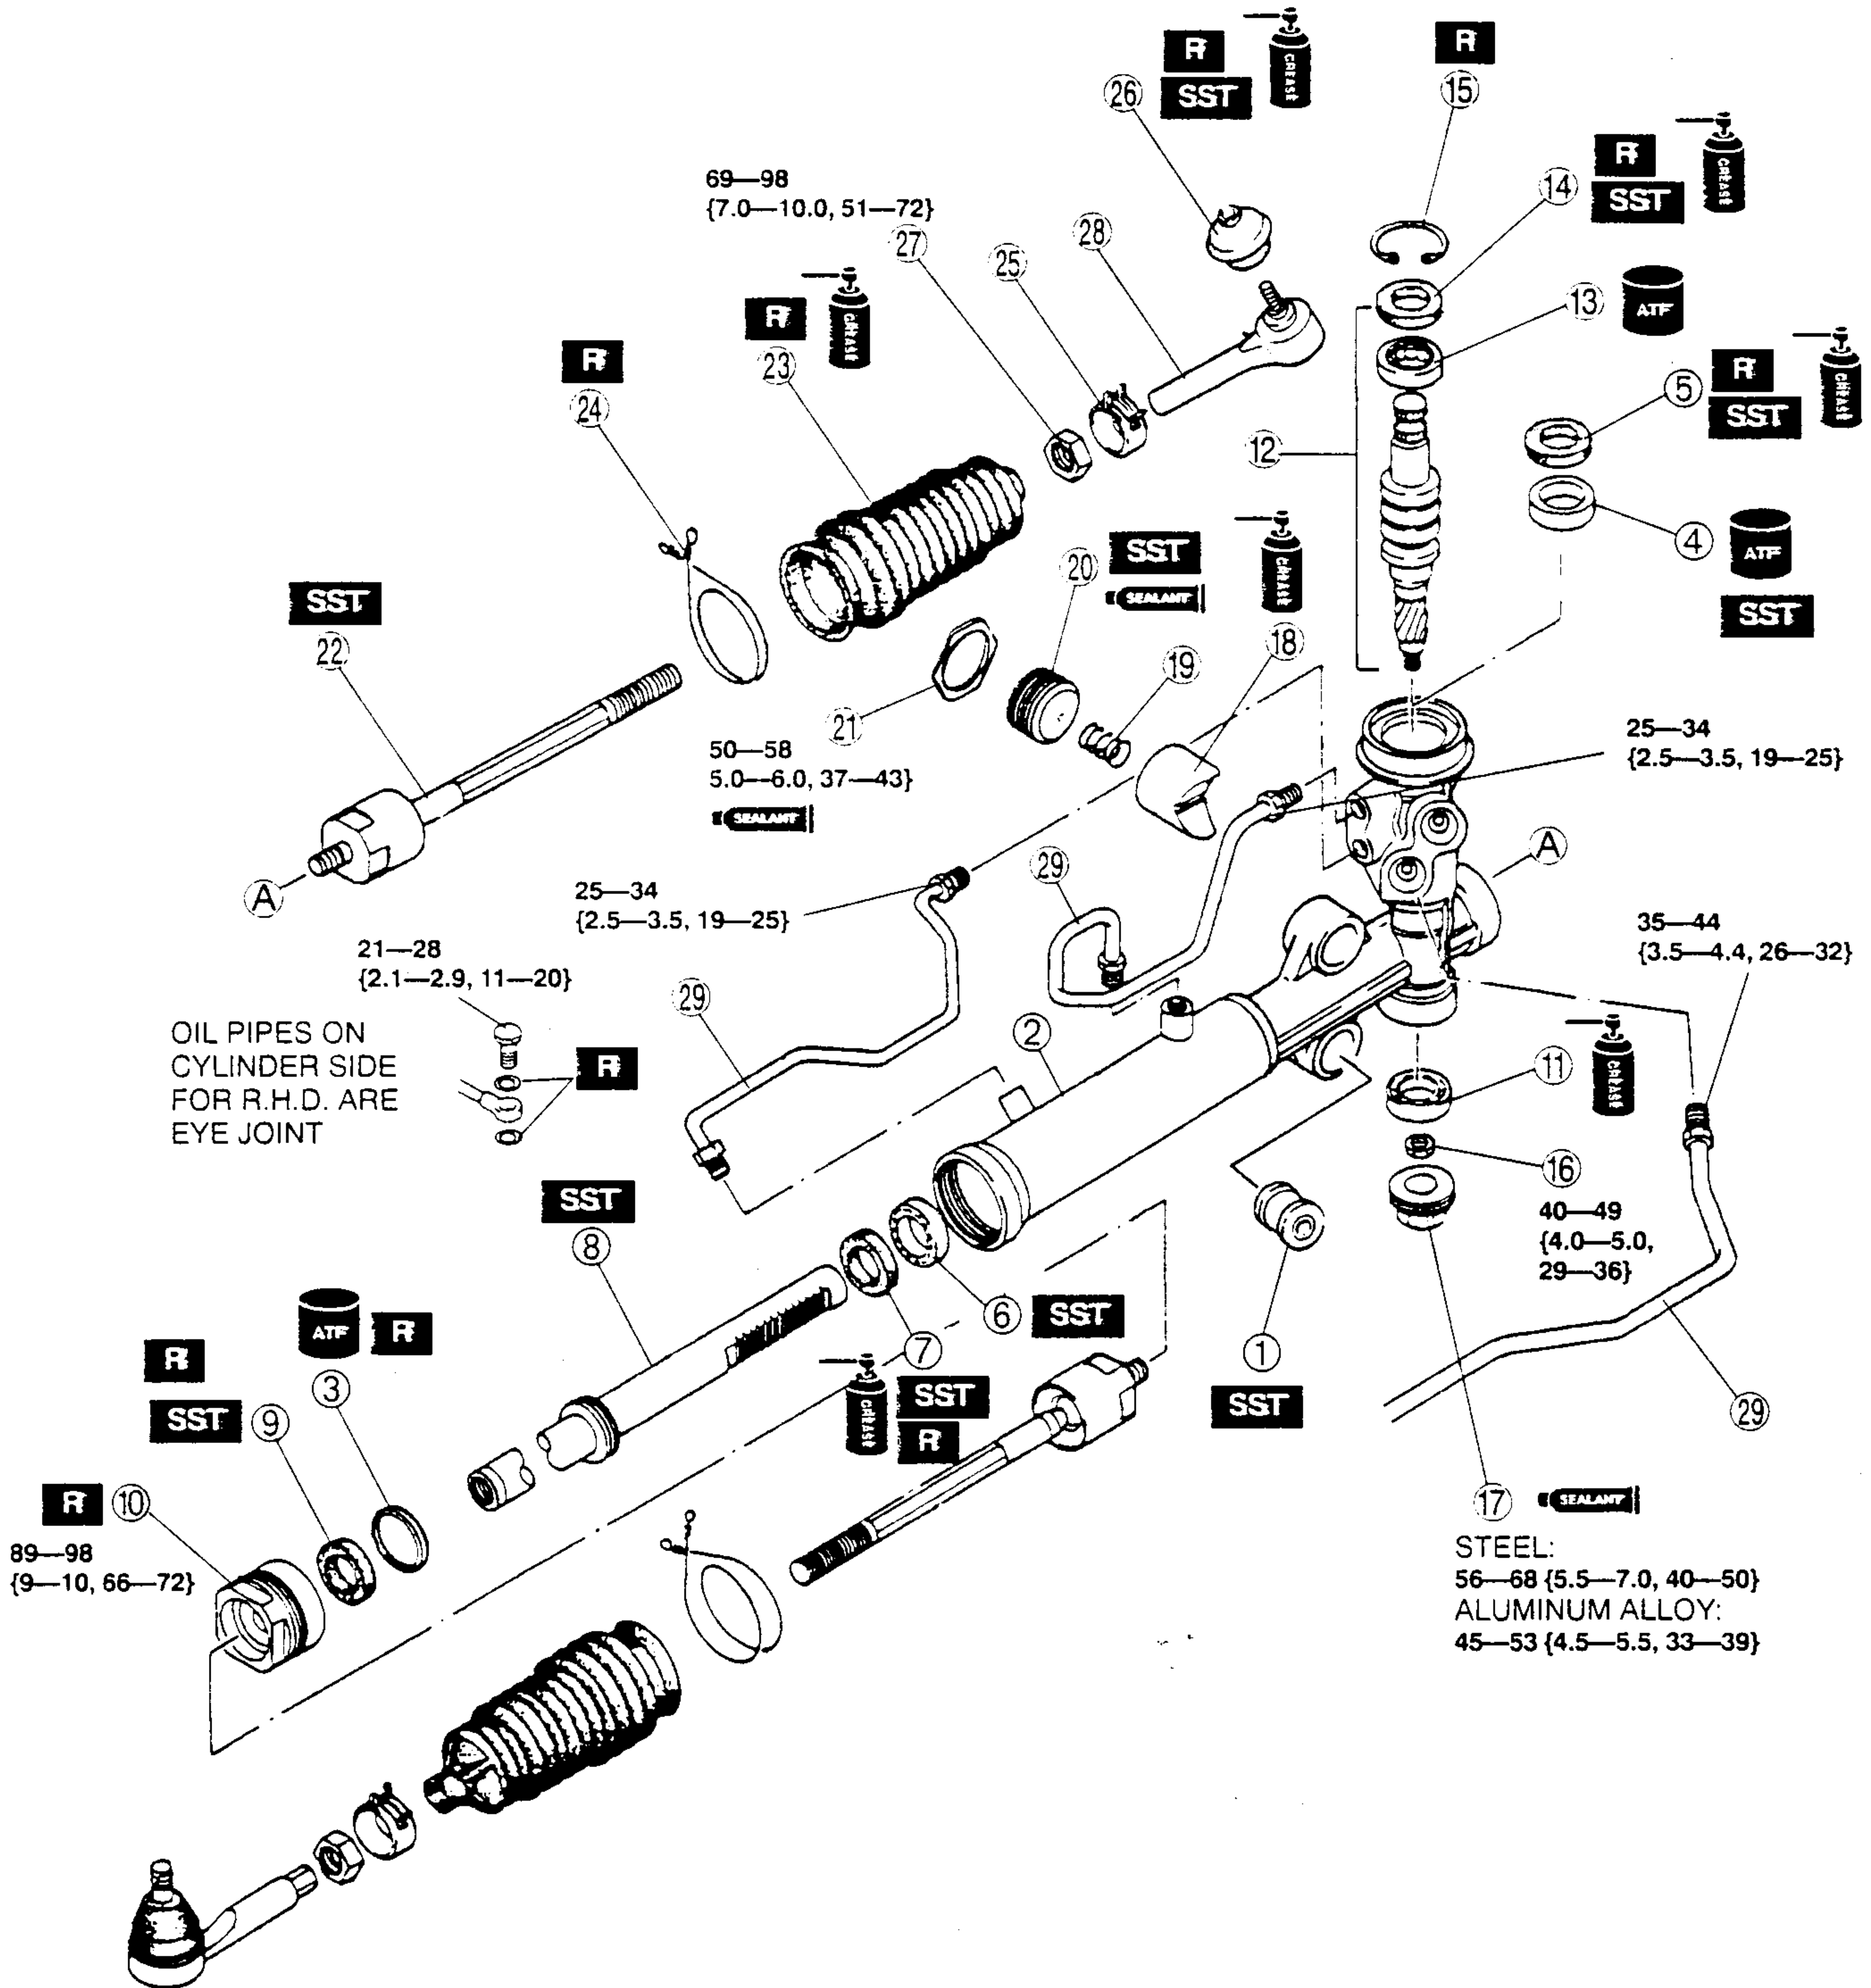 R
GREASE
R
SST
26
15
R
GREASE
SST
14
69—98
{7.0—10.0, 51—72}
27
25
28
13
ATF
R
GREASE
23
R
24
R
GREASE
5
SST
12
4
ATF
SST
SST
GREASE
20
SEALANT
SST
22
18
19
21
50—58
5.0—6.0, 37—43}
SEALANT
25—34
{2.5—3.5, 19—25}
A
A
29
25—34
{2.5—3.5, 19—25}
21—28
{2.1—2.9, 11—20}
35—44
{3.5—4.4, 26—32}
29
2
OIL PIPES ON
CYLINDER SIDE
FOR R.H.D. ARE
EYE JOINT
R
11
GREASE
16
40—49
{4.0—5.0,
29—36}
SST
8
6
SST
7
1
SST
ATF
R
3
R
SST
9
GREASE
SST
R
29
R
10
89—98
{9—10, 66—72}
17
SEALANT
STEEL:
56—68 {5.5—7.0, 40—50}
ALUMINUM ALLOY:
45—53 {4.5—5.5, 33—39}